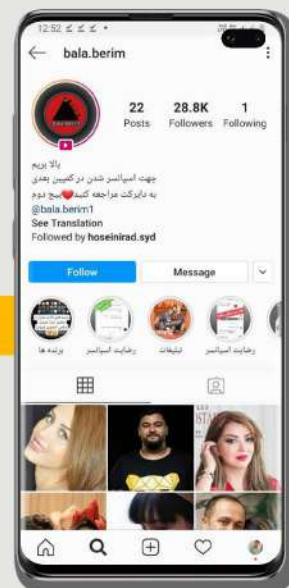 12:52
bala.berim
22
Posts
28.8K
Followers
1
Following
بالا بریم
جهت اسپانسر شدن در کمپین بعدی
به دایرکت مراجعه کنید❤️پیج دوم
@bala.berim1
See Translation
Followed by hoseinirad.syd
Follow
Message
برنده ها
رضایت اسپانسر
تبلیغات
رضایت اسپانسر